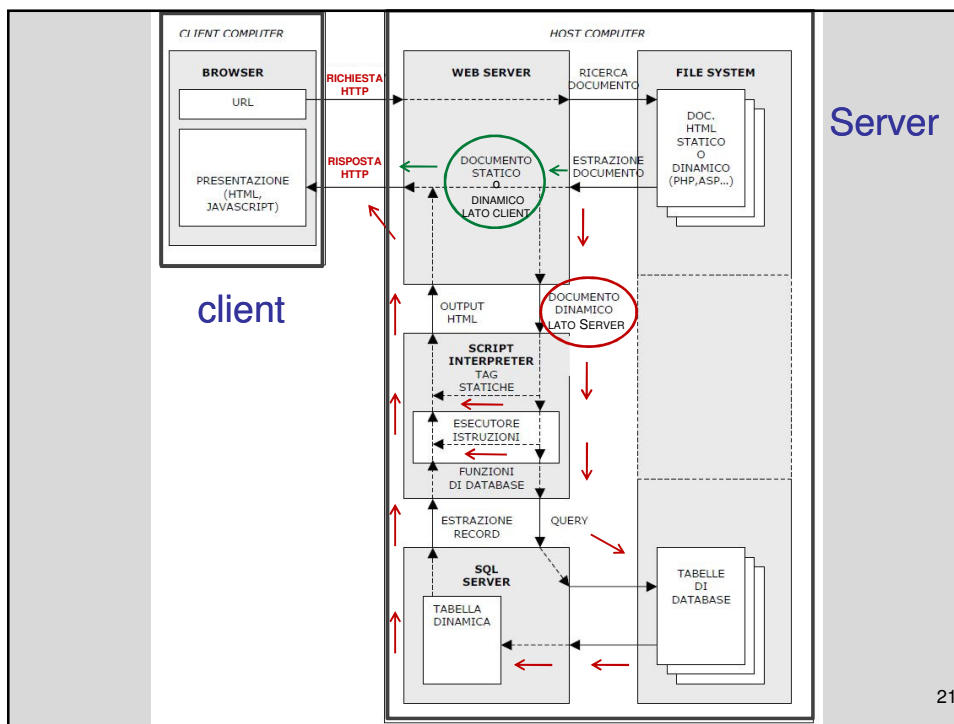 CLIENT COMPUTER
HOST COMPUTER
BROWSER
URL
PRESENTAZIONE
(HTML,
JAVASCRIPT)
RICHIESTA
HTTP
RISPOSTA
HTTP
WEB SERVER
DOCUMENTO
STATICO
O
DINAMICO
LATO CLIENT
RICERCA
DOCUMENTO
ESTRAZIONE
DOCUMENTO
FILE SYSTEM
DOC.
HTML
STATICO
O
DINAMICO
(PHP,ASP...)
Server
client
OUTPUT
HTML
DOCUMENTO
DINAMICO
LATO SERVER
SCRIPT
INTERPRETER
TAG
STATICHE
ESECUTORE
ISTRUZIONI
FUNZIONI
DI DATABASE
ESTRAZIONE
RECORD
QUERY
SQL
SERVER
TABELLA
DINAMICA
TABELLE
DI
DATABASE
21